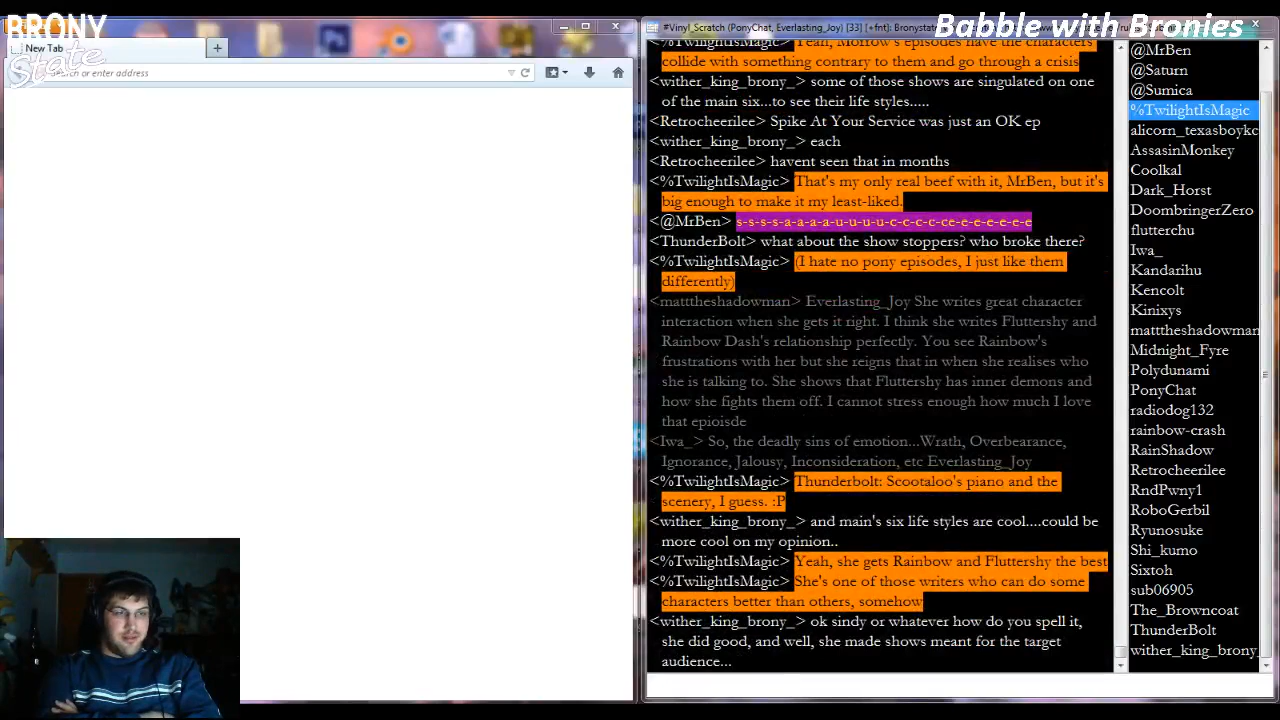 BRONY
State
Babble with Bronies
#Vinyl_Scratch (PonyChat, Everlasting_Joy) [33] [+fnt]: Bronystate
New Tab
search or enter address
<%TwilightIsMagic> Yeah, Morrow's episodes have the characters
collide with something contrary to them and go through a crisis
<wither_king_brony_> some of those shows are singulated on one
of the main six...to see their life styles.....
<Retrocheerilee> Spike At Your Service was just an OK ep
<wither_king_brony_> each
<Retrocheerilee> havent seen that in months
<%TwilightIsMagic> That's my only real beef with it, MrBen, but it's
big enough to make it my least-liked.
<@MrBen> s-s-s-s-a-a-a-a-u-u-u-u-c-c-c-c-ce-e-e-e-e-e-e
<ThunderBolt> what about the show stoppers? who broke there?
<%TwilightIsMagic> (I hate no pony episodes, I just like them
differently)
<matttheshadowman> Everlasting_Joy She writes great character
interaction when she gets it right. I think she writes Fluttershy and
Rainbow Dash's relationship perfectly. You see Rainbow's
frustrations with her but she reigns that in when she realises who
she is talking to. She shows that Fluttershy has inner demons and
how she fights them off. I cannot stress enough how much I love
that epioisde
<Iwa_> So, the deadly sins of emotion...Wrath, Overbearance,
Ignorance, Jalousy, Inconsideration, etc Everlasting_Joy
<%TwilightIsMagic> Thunderbolt: Scootaloo's piano and the
scenery, I guess. :P
<wither_king_brony_> and main's six life styles are cool....could be
more cool on my opinion..
<%TwilightIsMagic> Yeah, she gets Rainbow and Fluttershy the best
<%TwilightIsMagic> She's one of those writers who can do some
characters better than others, somehow
<wither_king_brony_> ok sindy or whatever how do you spell it,
she did good, and well, she made shows meant for the target
audience...
@MrBen
@Saturn
@Sumica
%TwilightIsMagic
alicorn_texasboykc
AssasinMonkey
Coolkal
Dark_Horst
DoombringerZero
flutterchu
Iwa_
Kandarihu
Kencolt
Kinixys
matttheshadowman
Midnight_Fyre
Polydunami
PonyChat
radiodog132
rainbow-crash
RainShadow
Retrocheerilee
RndPwny1
RoboGerbil
Ryunosuke
Shi_kumo
Sixtoh
sub06905
The_Browncoat
ThunderBolt
wither_king_brony_